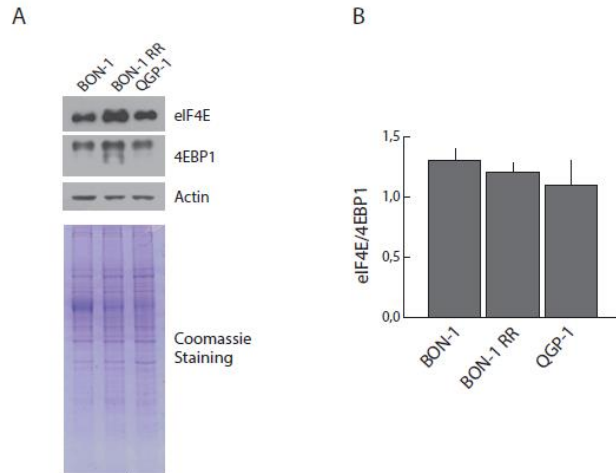 A
BON-1
BON-1 RR
QGP-1
eIF4E
4EBP1
Actin
Coomassie
Staining
B
eIF4E/4EBP1
1,5
1,0
0,5
0,0
BON-1
BON-1 RR
QGP-1